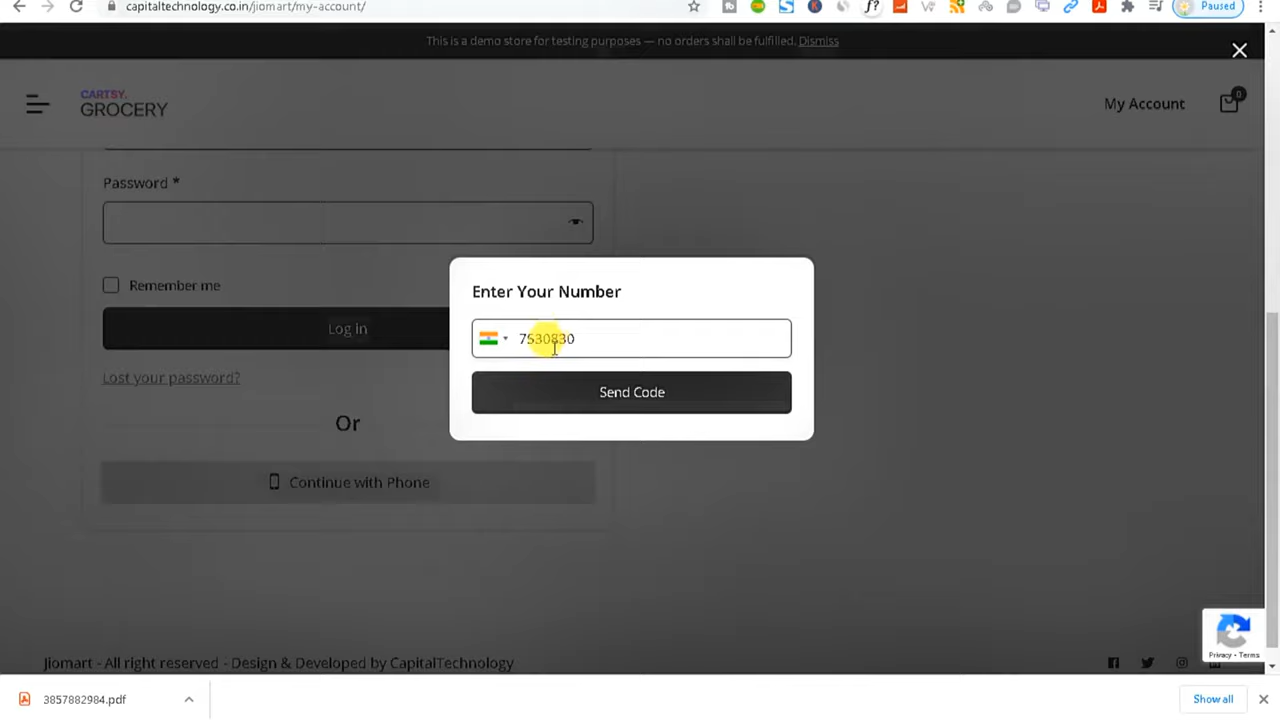 capitaltechnology.co.in/jiomart/my-account/
Paused
This is a demo store for testing purposes — no orders shall be fulfilled. Dismiss
CARTSY.
GROCERY
My Account
0
Password *
Remember me
Log in
Lost your password?
Or
Continue with Phone
Enter Your Number
7530830
Send Code
Privacy - Terms
Jiomart - All right reserved - Design & Developed by CapitalTechnology
3857882984.pdf
Show all